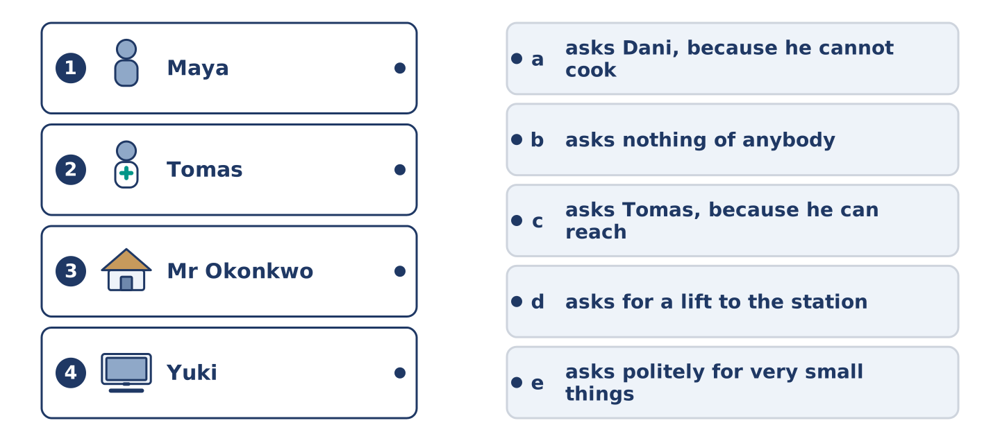 1 Maya
2 Tomas
3 Mr Okonkwo
4 Yuki
a asks Dani, because he cannot
cook
b asks nothing of anybody
c asks Tomas, because he can
reach
d asks for a lift to the station
e asks politely for very small
things